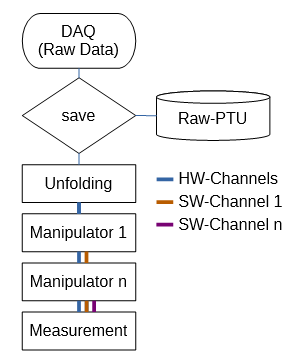 DAQ
(Raw Data)
save
Raw-PTU
Unfolding
HW-Channels
SW-Channel 1
Manipulator 1
SW-Channel n
Manipulator n
Measurement